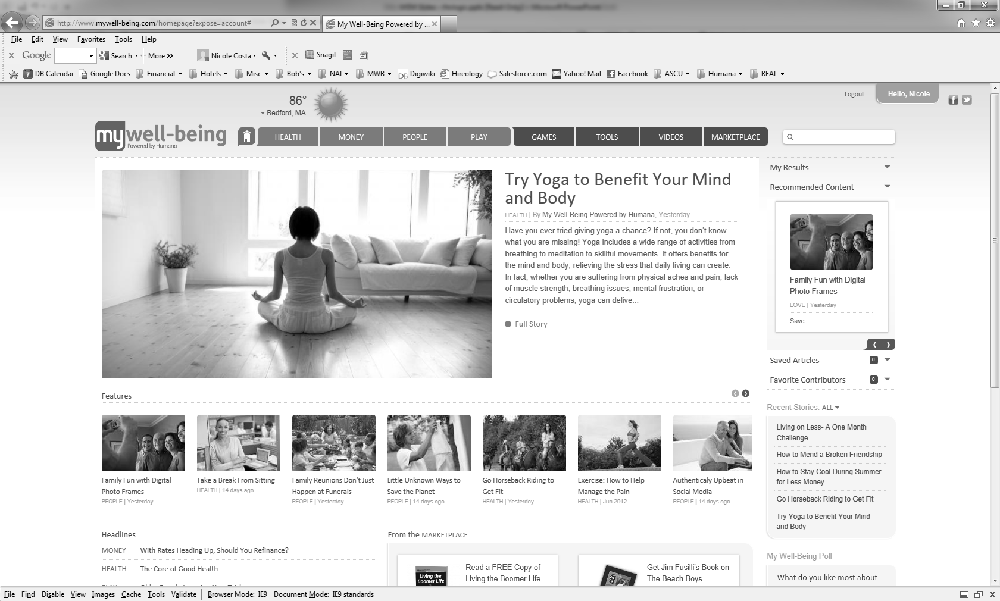 http://www.mywell-being.com/homepage?expose=account#
My Well-Being Powered by ...
File Edit View Favorites Tools Help
Google Search More Nicole Costa Snagit
7 DB Calendar Google Docs Financial Hotels Misc Bob's NAI MWB DB Digiwiki Hireology Salesforce.com Yahoo! Mail Facebook ASCU Humana REAL
86°
Bedford, MA
Logout
Hello, Nicole
mywell-being
Powered by Humana
HEALTH MONEY PEOPLE PLAY GAMES TOOLS VIDEOS MARKETPLACE
Try Yoga to Benefit Your Mind
and Body
HEALTH | By My Well-Being Powered by Humana, Yesterday
Have you ever tried giving yoga a chance? If not, you don't know
what you are missing! Yoga includes a wide range of activities from
breathing to meditation to skillful movements. It offers benefits for
the mind and body, relieving the stress that daily living can create.
In fact, whether you are suffering from physical aches and pain, lack
of muscle strength, breathing issues, mental frustration, or
circulatory problems, yoga can delive...
Full Story
My Results
Recommended Content
Family Fun with Digital
Photo Frames
LOVE | Yesterday
Save
Saved Articles 0
Favorite Contributors 0
Features
Family Fun with Digital
Photo Frames
PEOPLE | Yesterday
Take a Break From Sitting
HEALTH | 14 days ago
Family Reunions Don't Just
Happen at Funerals
PEOPLE | Yesterday
Little Unknown Ways to
Save the Planet
PEOPLE | 14 days ago
Go Horseback Riding to
Get Fit
HEALTH | Yesterday
Exercise: How to Help
Manage the Pain
HEALTH | Jun 2012
Authenticaly Upbeat in
Social Media
PEOPLE | 14 days ago
Recent Stories: ALL
Living on Less- A One Month
Challenge
How to Mend a Broken Friendship
How to Stay Cool During Summer
for Less Money
Go Horseback Riding to Get Fit
Try Yoga to Benefit Your Mind
and Body
Headlines
MONEY With Rates Heading Up, Should You Refinance?
HEALTH The Core of Good Health
From the MARKETPLACE
Living the
Boomer Life
Read a FREE Copy of
Living the Boomer Life
Get Jim Fusilli's Book on
The Beach Boys
My Well-Being Poll
What do you like most about
File Find Disable View Images Cache Tools Validate Browser Mode: IE9 Document Mode: IE9 standards